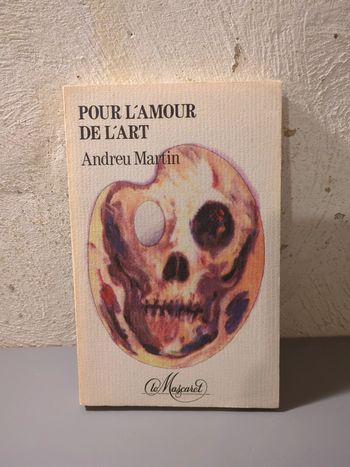 POUR L'AMOUR
DE L'ART
Andreu Martin
le Mascaret